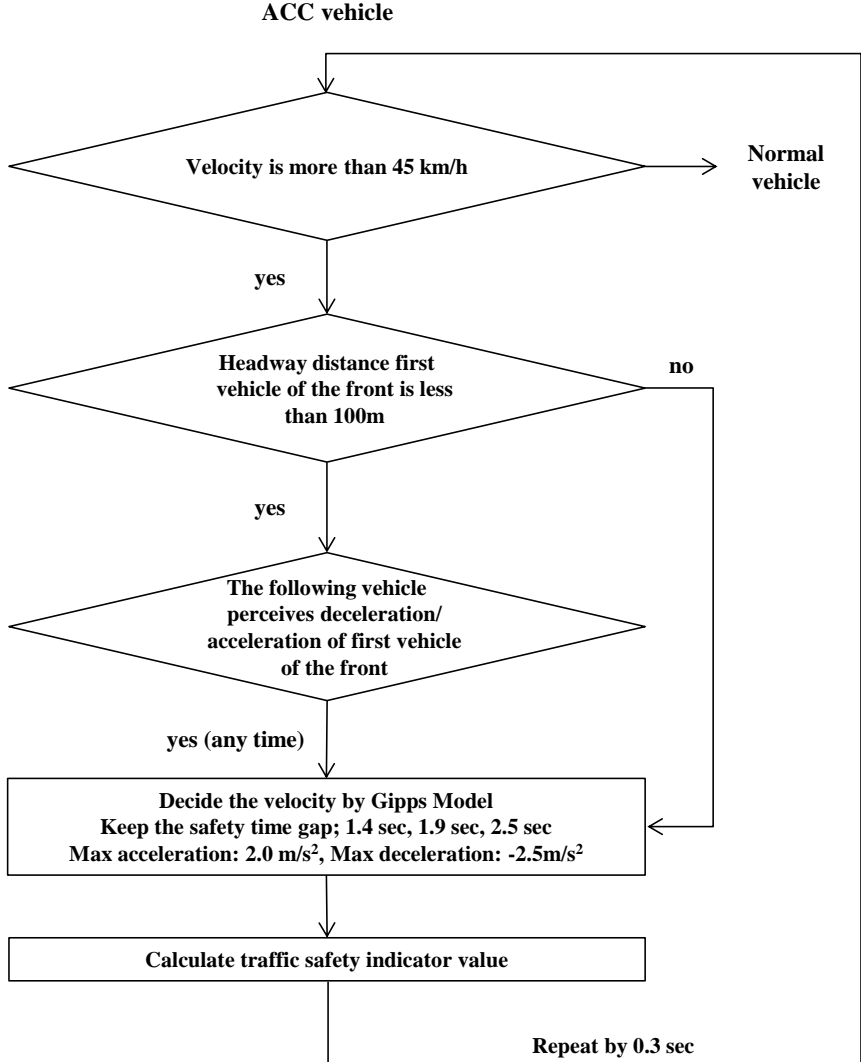 ACC vehicle
Velocity is more than 45 km/h
Normal
vehicle
yes
Headway distance first
vehicle of the front is less
than 100m
no
yes
The following vehicle
perceives deceleration/
acceleration of first vehicle
of the front
yes (any time)
Decide the velocity by Gipps Model
Keep the safety time gap; 1.4 sec, 1.9 sec, 2.5 sec
Max acceleration: 2.0 m/s², Max deceleration: -2.5m/s²
Calculate traffic safety indicator value
Repeat by 0.3 sec